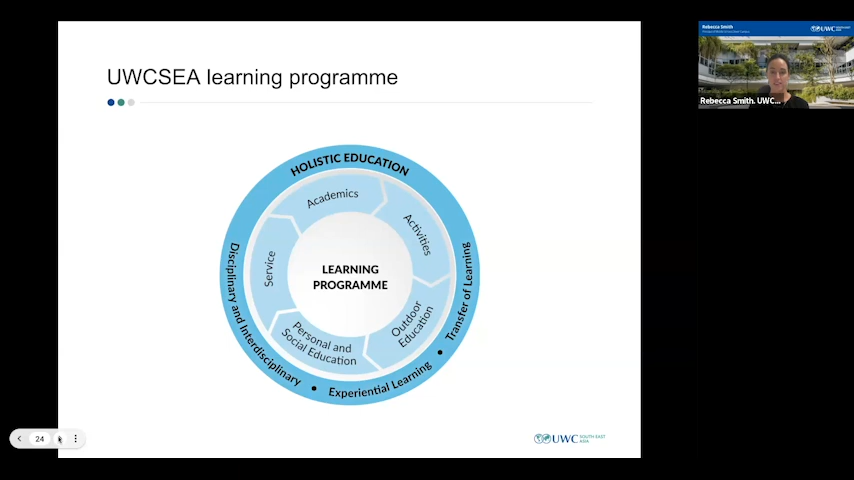 UWCSEA learning programme
HOLISTIC EDUCATION
Academics
Activities
Outdoor
Education
Personal and
Social Education
Service
LEARNING
PROGRAMME
Disciplinary and Interdisciplinary
• Experiential Learning •
Transfer of Learning
24
UWC SOUTH EAST
ASIA
Rebecca Smith
UWC
Rebecca Smith. UWC...